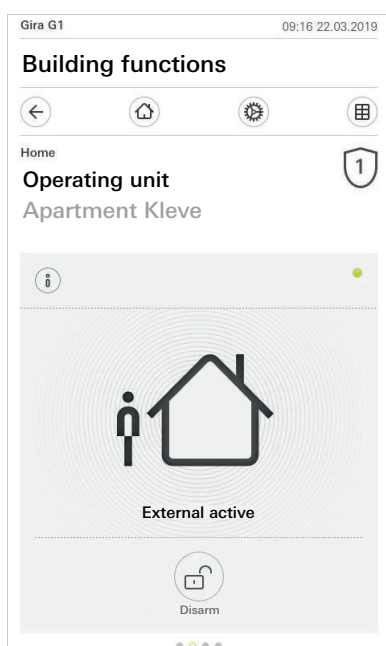 Gira G1 09:16 22.03.2019
Building functions
Home
1
Operating unit
Apartment Kleve
External active
Disarm